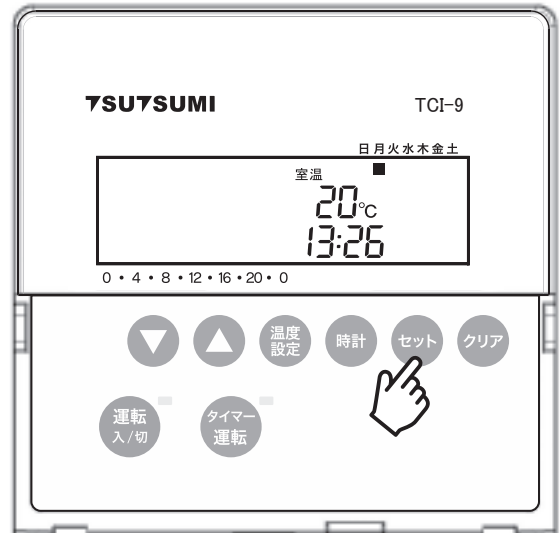 TSUTSUMI
TCI-9
日月火水木金土
室温
20℃
13:26
0・4・8・12・16・20・0
温度
設定
時計
セット
クリア
運転
入/切
タイマー
運転